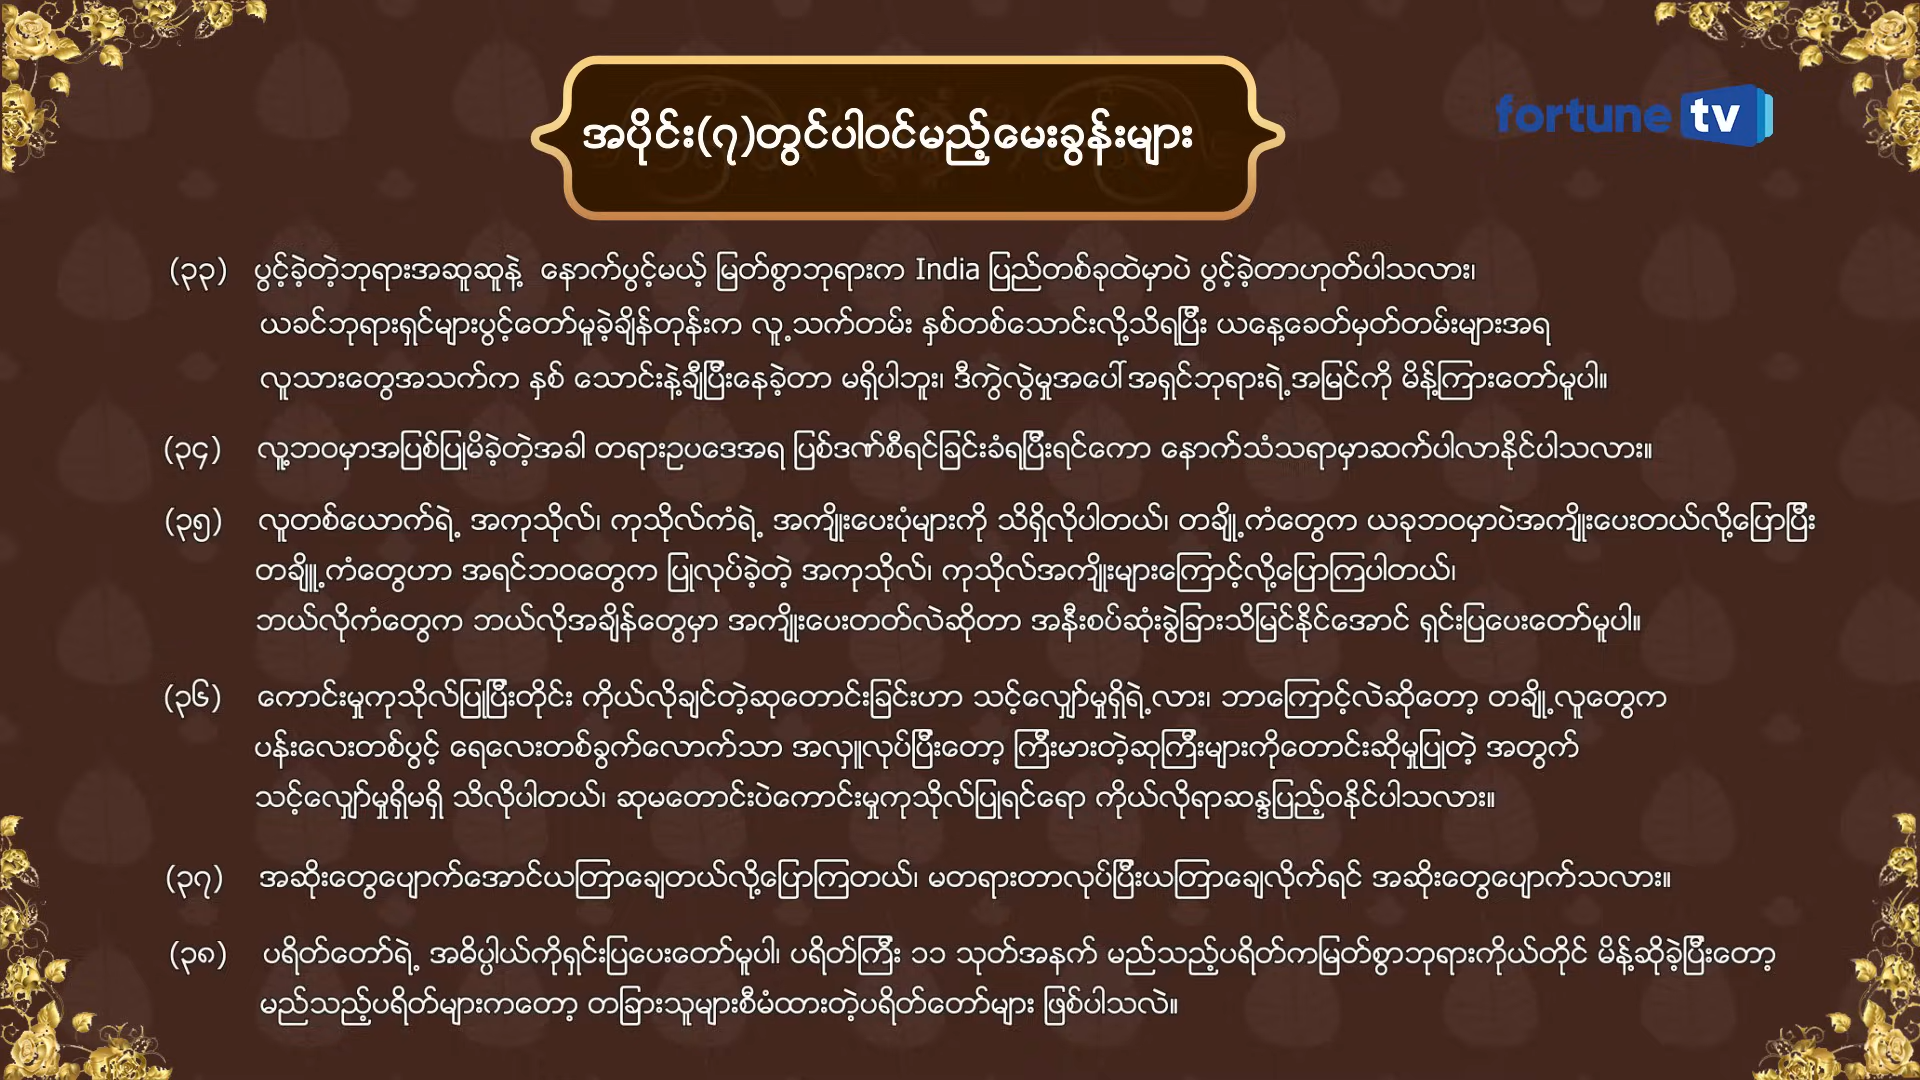 အပိုင်း(၇)တွင်ပါဝင်မည့်မေးခွန်းများ
fortune tv
(၃၃) ပွင့်ခဲ့တဲ့ဘုရားအဆူဆူနဲ့ နောက်ပွင့်မယ့် မြတ်စွာဘုရားက India ပြည်တစ်ခုထဲမှာပဲ ပွင့်ခဲ့တာဟုတ်ပါသလား၊
ယခင်ဘုရားရှင်များပွင့်တော်မူခဲ့ချိန်တုန်းက လူ့သက်တမ်း နှစ်တစ်သောင်းလို့သိရပြီး ယနေ့ခေတ်မှတ်တမ်းများအရ
လူသားတွေအသက်က နှစ် သောင်းနဲ့ချီပြီးနေခဲ့တာ မရှိပါဘူး၊ ဒီကွဲလွဲမှုအပေါ် အရှင်ဘုရားရဲ့အမြင်ကို မိန့်ကြားတော်မူပါ။
(၃၄) လူ့ဘဝမှာအပြစ်ပြုမိခဲ့တဲ့အခါ တရားဥပဒေအရ ပြစ်ဒဏ်စီရင်ခြင်းခံရပြီးရင်ကော နောက်သံသရာမှာဆက်ပါလာနိုင်ပါသလား။
(၃၅) လူတစ်ယောက်ရဲ့ အကုသိုလ်၊ ကုသိုလ်ကံရဲ့ အကျိုးပေးပုံများကို သိရှိလိုပါတယ်၊ တချို့ကံတွေက ယခုဘဝမှာပဲအကျိုးပေးတယ်လို့ပြောပြီး
တချို့ူကံတွေဟာ အရင်ဘဝတွေက ပြုလုပ်ခဲ့တဲ့ အကုသိုလ်၊ ကုသိုလ်အကျိုးများကြောင့်လို့ပြောကြပါတယ်၊
ဘယ်လိုကံတွေက ဘယ်လိုအချိန်တွေမှာ အကျိုးပေးတတ်လဲဆိုတာ အနီးစပ်ဆုံးခွဲခြားသိမြင်နိုင်အောင် ရှင်းပြပေးတော်မူပါ။
(၃၆) ကောင်းမှုကုသိုလ်ပြုပြီးတိုင်း ကိုယ်လိုချင်တဲ့ဆုတောင်းခြင်းဟာ သင့်လျှော်မှုရှိရဲ့လား၊ ဘာကြောင့်လဲဆိုတော့ တချို့လူတွေက
ပန်းလေးတစ်ပွင့် ရေလေးတစ်ခွက်လောက်သာ အလှူလုပ်ပြီးတော့ ကြီးမားတဲ့ဆုကြီးများကိုတောင်းဆိုမှုပြုတဲ့ အတွက်
သင့်လျှော်မှုရှိမရှိ သိလိုပါတယ်၊ ဆုမတောင်းပဲကောင်းမှုကုသိုလ်ပြုရင်ရော ကိုယ်လိုရာဆန္ဒပြည့်ဝနိုင်ပါသလား။
(၃၇) အဆိုးတွေပျောက်အောင်ယတြာချေတယ်လို့ပြောကြတယ်၊ မတရားတာလုပ်ပြီးယတြာချေလိုက်ရင် အဆိုးတွေပျောက်သလား။
(၃၈) ပရိတ်တော်ရဲ့ အဓိပ္ပါယ်ကိုရှင်းပြပေးတော်မူပါ၊ ပရိတ်ကြီး ၁၁ သုတ်အနက် မည်သည့်ပရိတ်ကမြတ်စွာဘုရားကိုယ်တိုင် မိန့်ဆိုခဲ့ပြီးတော့
မည်သည့်ပရိတ်များကတော့ တခြားသူများစီမံထားတဲ့ပရိတ်တော်များ ဖြစ်ပါသလဲ။